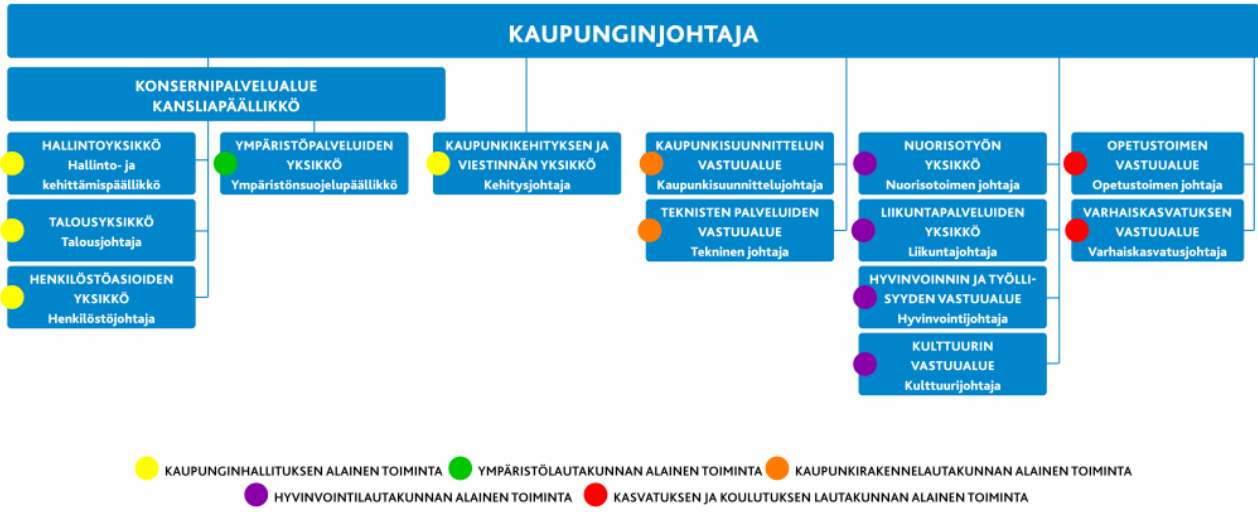 KAUPUNGINJOHTAJA
KONSERNIPALVELUALUE
KANSLIAPÄÄLLIKKÖ
HALLINTOYKSIKKÖ
Hallinto- ja
kehittämispäällikkö
TALOUSYKSIKKÖ
Talousjohtaja
HENKILÖSTÖASIOIDEN
YKSIKKÖ
Henkilöstöjohtaja
YMPÄRISTÖPALVELUIDEN
YKSIKKÖ
Ympäristönsuojelupäällikkö
KAUPUNKIKEHITYKSEN JA
VIESTINNÄN YKSIKKÖ
Kehitysjohtaja
KAUPUNKISUUNNITTELUN
VASTUUALUE
Kaupunkisuunnittelujohtaja
TEKNISTEN PALVELUIDEN
VASTUUALUE
Tekninen johtaja
NUORISOTYÖN
YKSIKKÖ
Nuorisotoimen johtaja
LIIKUNTAPALVELUIDEN
YKSIKKÖ
Liikuntajohtaja
HYVINVOINNIN JA TYÖLLI-
SYYDEN VASTUUALUE
Hyvinvointijohtaja
KULTTUURIN
VASTUUALUE
Kulttuurijohtaja
OPETUSTOIMEN
VASTUUALUE
Opetustoimen johtaja
VARHAISKASVATUKSEN
VASTUUALUE
Varhaiskasvatusjohtaja
KAUPUNGINHALLITUKSEN ALAINEN TOIMINTA
YMPÄRISTÖLAUTAKUNNAN ALAINEN TOIMINTA
KAUPUNKIRAKENNELAUTAKUNNAN ALAINEN TOIMINTA
HYVINVOINTILAUTAKUNNAN ALAINEN TOIMINTA
KASVATUKSEN JA KOULUTUKSEN LAUTAKUNNAN ALAINEN TOIMINTA